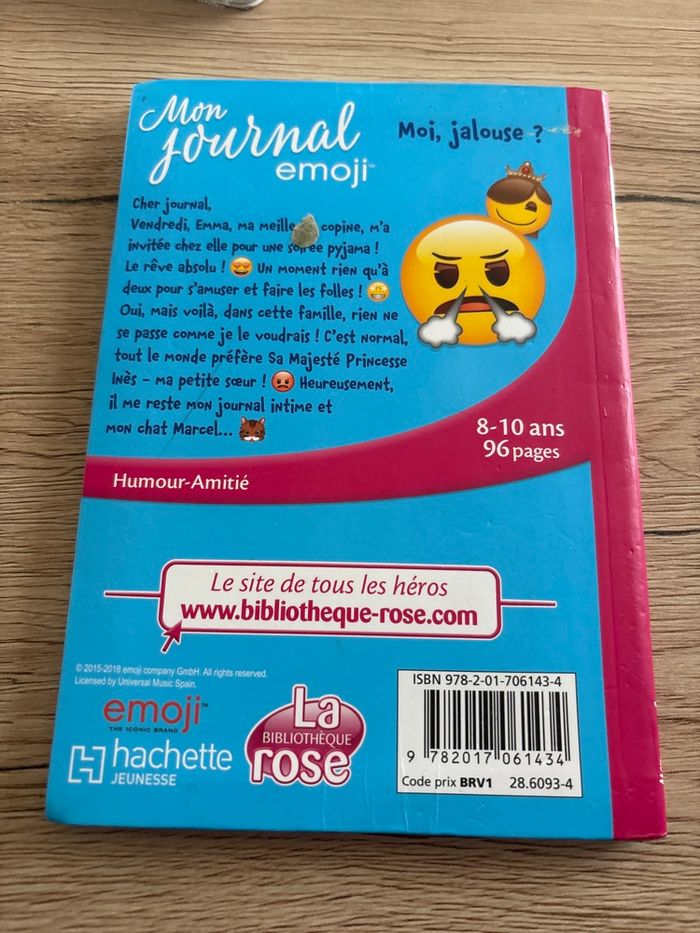 Mon
journal
emoji™
Moi, jalouse ?
Cher journal,
Vendredi, Emma, ma meille copine, m'a
invitée chez elle pour une soirée pyjama !
Le rêve absolu ! 😍 Un moment rien qu'à
deux pour s'amuser et faire les folles ! 🤩
Oui, mais voilà, dans cette famille, rien ne
se passe comme je le voudrais ! C'est normal,
tout le monde préfère Sa Majesté Princesse
Inès – ma petite sœur ! 😡 Heureusement,
il me reste mon journal intime et
mon chat Marcel... 🐱
8-10 ans
96 pages
Humour-Amitié
Le site de tous les héros
www.bibliotheque-rose.com
© 2015-2018 emoji company GmbH. All rights reserved.
Licensed by Universal Music Spain.
emoji™
THE ICONIC BRAND
hachette
JEUNESSE
La
BIBLIOTHÈQUE
rose
ISBN 978-2-01-706143-4
9 782017 061434
Code prix BRV1 28.6093-4